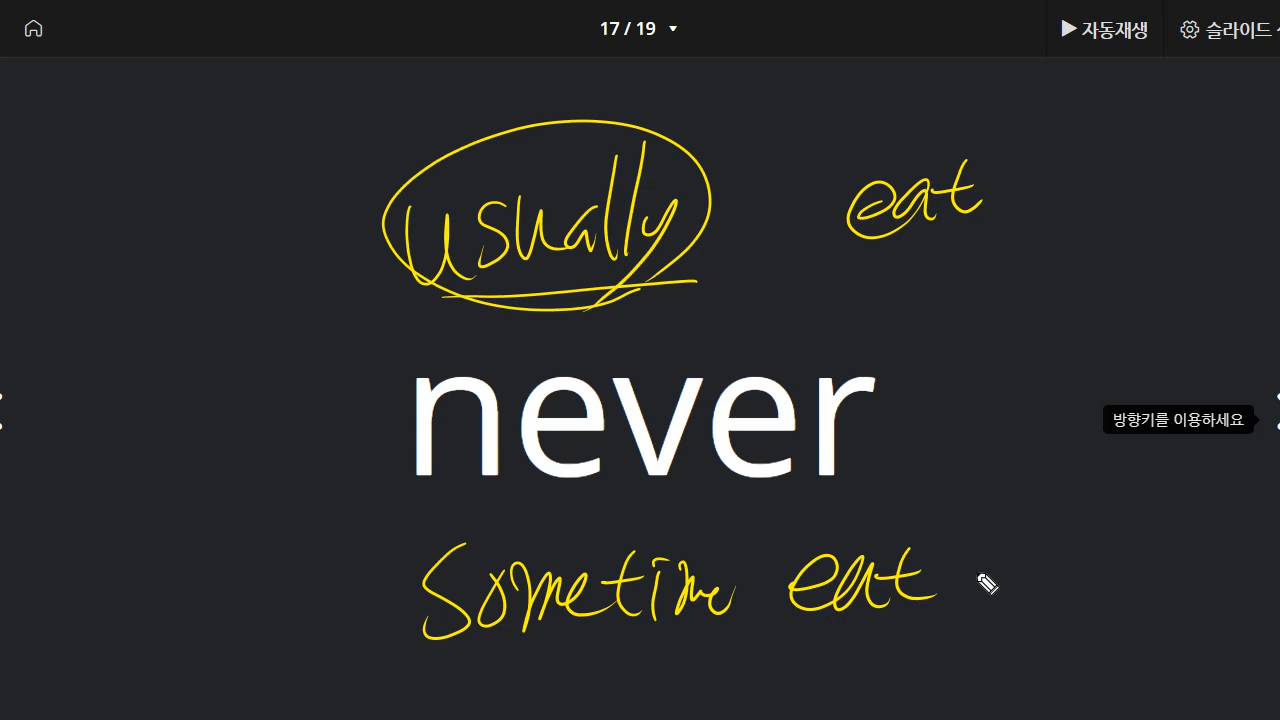 17 / 19
자동재생
슬라이드
usually eat
never
방향키를 이용하세요
Sometime eat